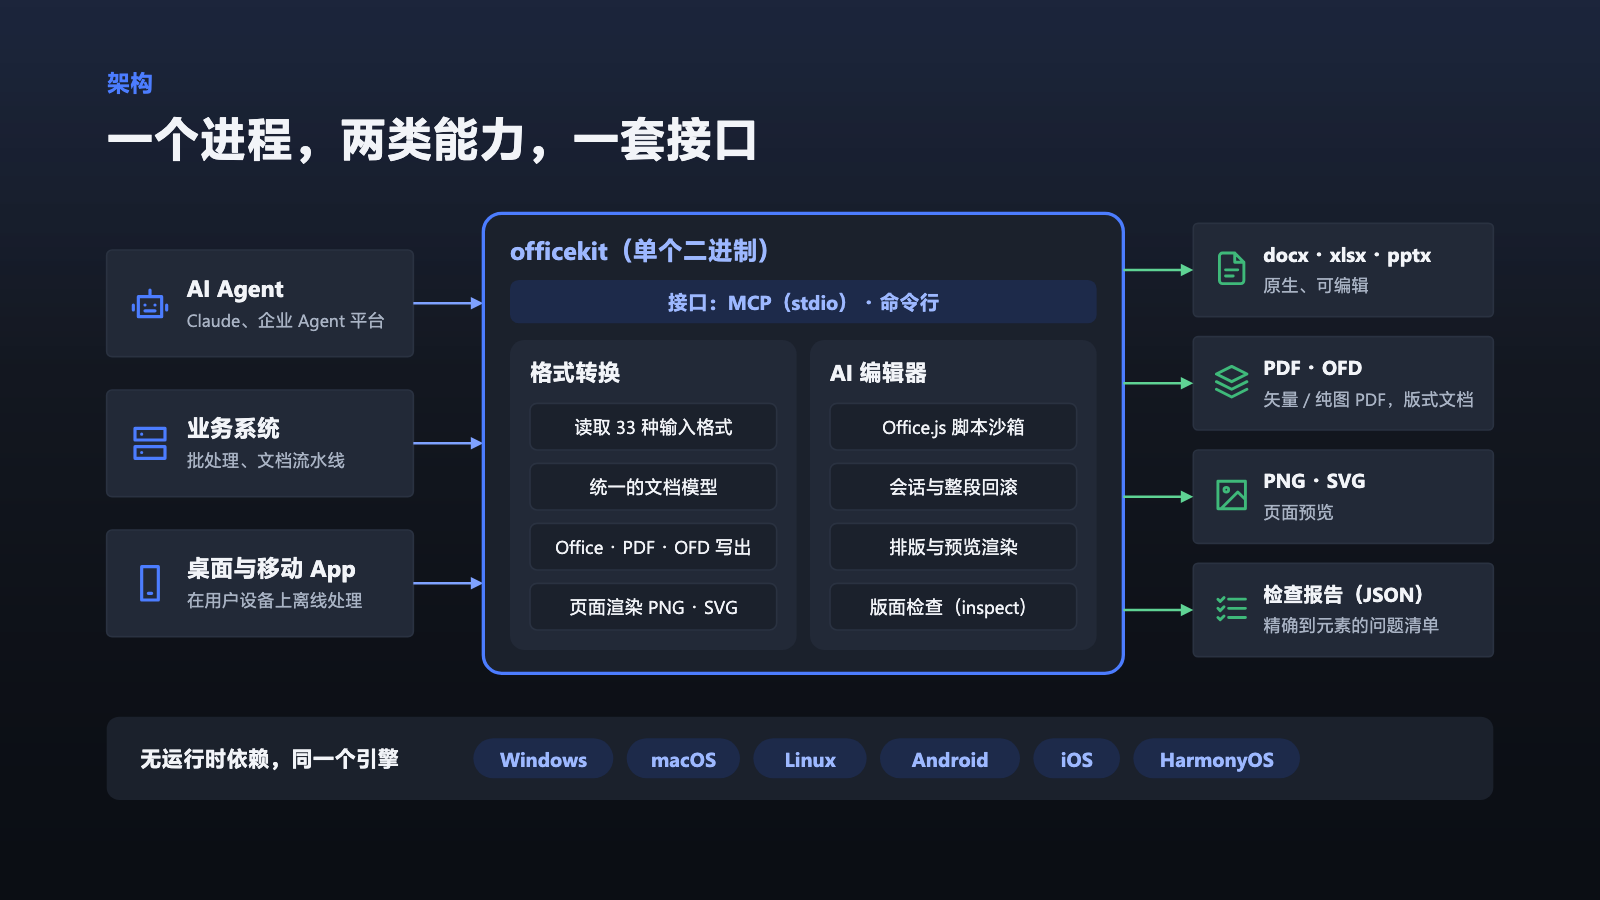 架构
一个进程，两类能力，一套接口
AI Agent
Claude、企业 Agent 平台
业务系统
批处理、文档流水线
桌面与移动 App
在用户设备上离线处理
officekit（单个二进制）
接口：MCP（stdio） · 命令行
格式转换
读取 33 种输入格式
统一的文档模型
Office · PDF · OFD 写出
页面渲染 PNG · SVG
AI 编辑器
Office.js 脚本沙箱
会话与整段回滚
排版与预览渲染
版面检查（inspect）
docx · xlsx · pptx
原生、可编辑
PDF · OFD
矢量 / 纯图 PDF，版式文档
PNG · SVG
页面预览
检查报告（JSON）
精确到元素的问题清单
无运行时依赖，同一个引擎
Windows
macOS
Linux
Android
iOS
HarmonyOS